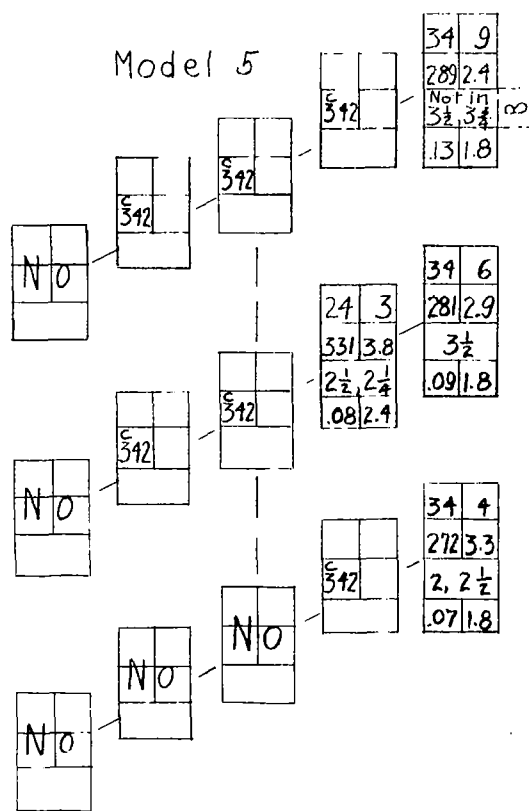 Model 5
34 9
289 2.4
Not in
3½, 3¾
B
.13 1.8
C
342
C
342
C
342
NO
34 6
281 2.9
3½
.09 1.8
24 3
331 3.8
2½, 2¼
.08 2.4
C
342
C
342
NO
34 4
272 3.3
2, 2½
.07 1.8
C
342
NO
NO
NO